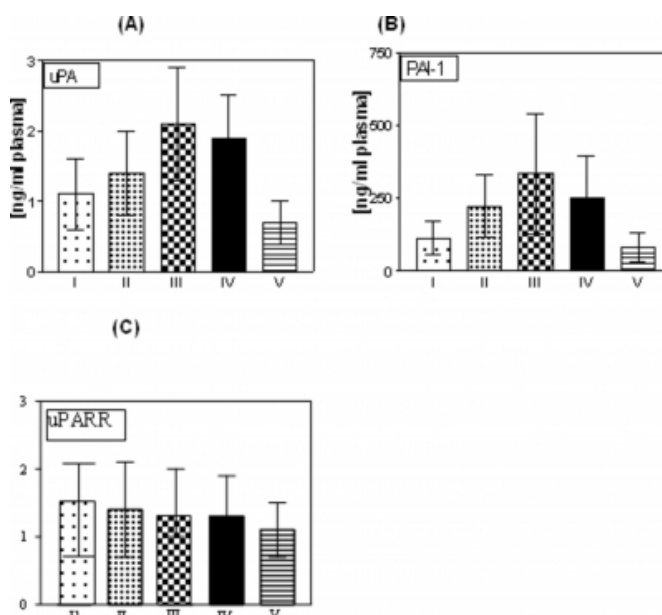 (A)
3
uPA
2
1
0
[ng/ml plasma]
I II III IV V
(B)
750
PAI-1
500
250
0
[ng/ml plasma]
I II III IV V
(C)
3
uPARR
2
1
0
II III IV V